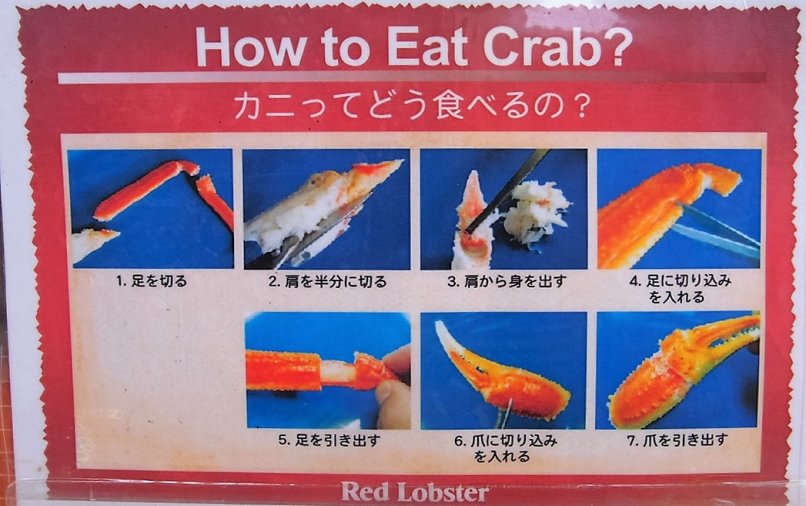 How to Eat Crab?
カニってどう食べるの？
1. 足を切る
2. 肩を半分に切る
3. 肩から身を出す
4. 足に切り込み
を入れる
5. 足を引き出す
6. 爪に切り込み
を入れる
7. 爪を引き出す
Red Lobster